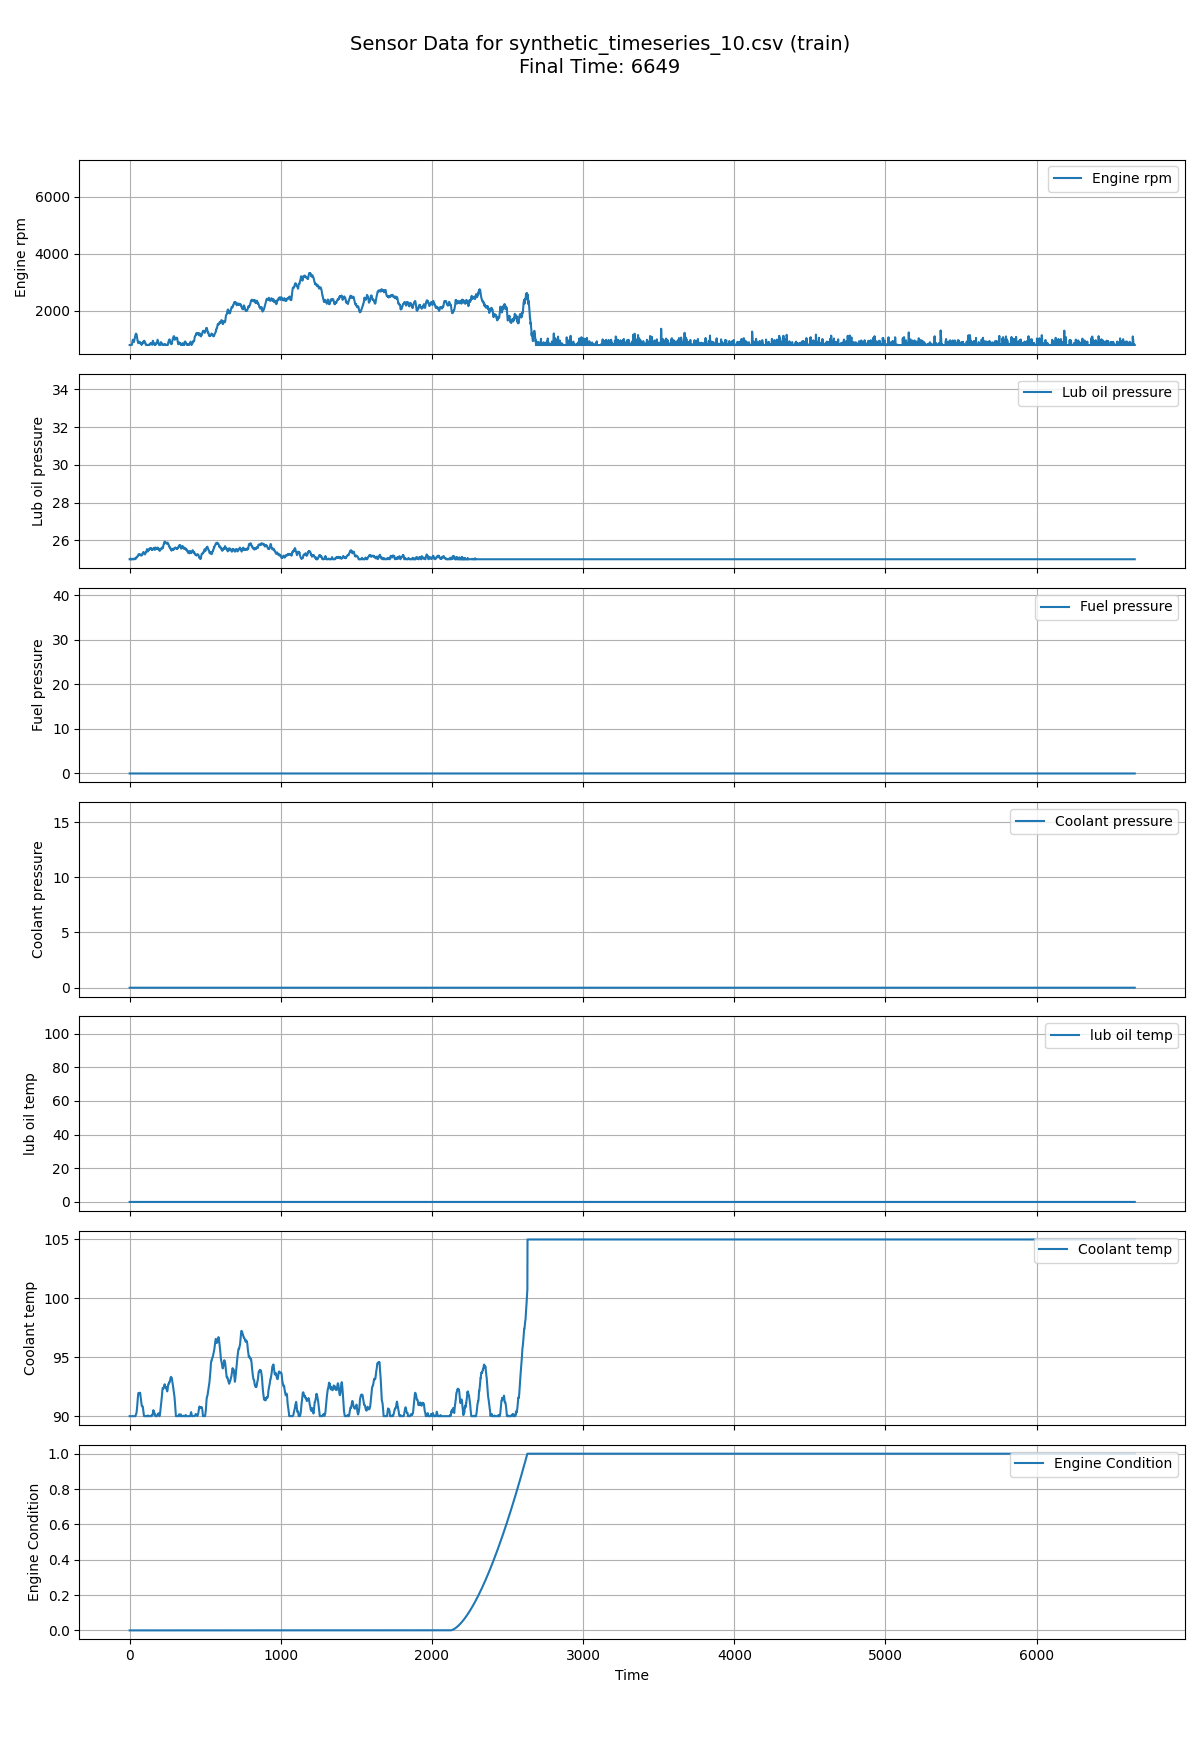 Sensor Data for synthetic_timeseries_10.csv (train)
Final Time: 6649
Engine rpm
6000
4000
2000
Engine rpm
Lub oil pressure
34
32
30
28
26
Lub oil pressure
Fuel pressure
40
30
20
10
0
Fuel pressure
Coolant pressure
15
10
5
0
Coolant pressure
lub oil temp
100
80
60
40
20
0
lub oil temp
Coolant temp
105
100
95
90
Coolant temp
Engine Condition
1.0
0.8
0.6
0.4
0.2
0.0
Engine Condition
0 1000 2000 3000 4000 5000 6000
Time